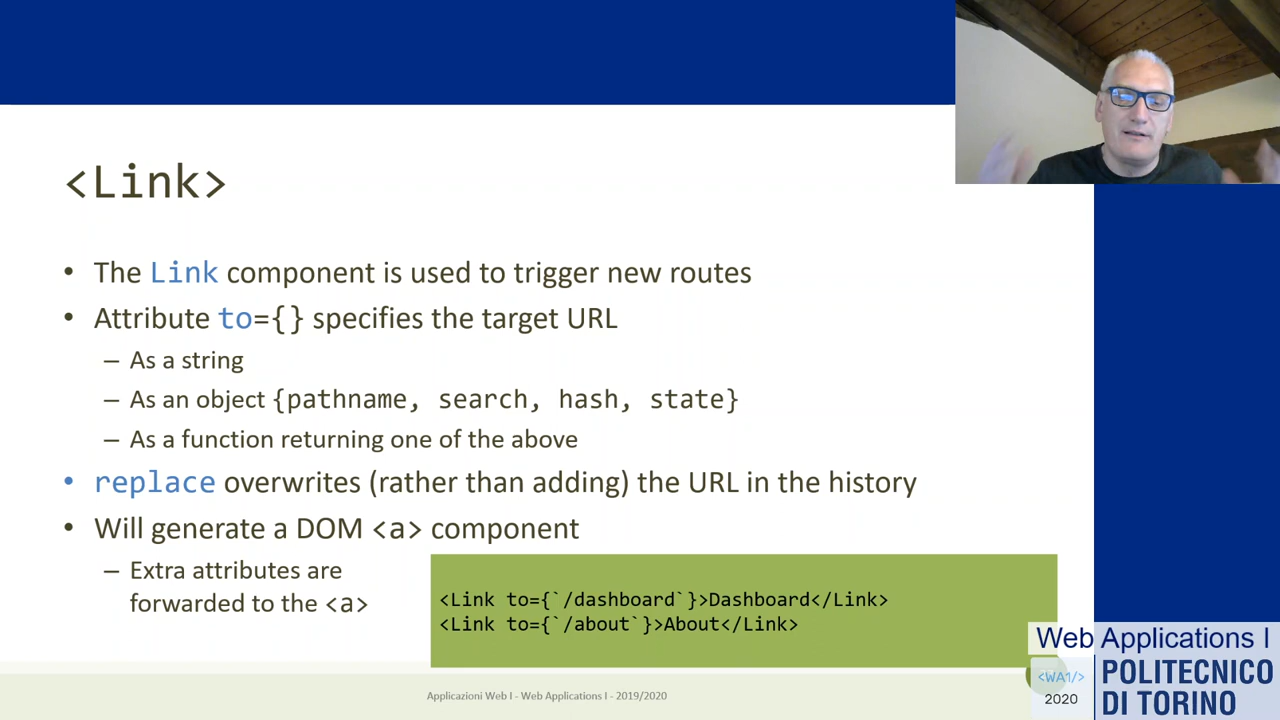 <Link>
• The Link component is used to trigger new routes
• Attribute to={} specifies the target URL
– As a string
– As an object {pathname, search, hash, state}
– As a function returning one of the above
• replace overwrites (rather than adding) the URL in the history
• Will generate a DOM <a> component
– Extra attributes are
forwarded to the <a>
<Link to={`/dashboard`}>Dashboard</Link>
<Link to={`/about`}>About</Link>
Applicazioni Web I - Web Applications I - 2019/2020
Web Applications I
<WA1/>
2020
POLITECNICO
DI TORINO